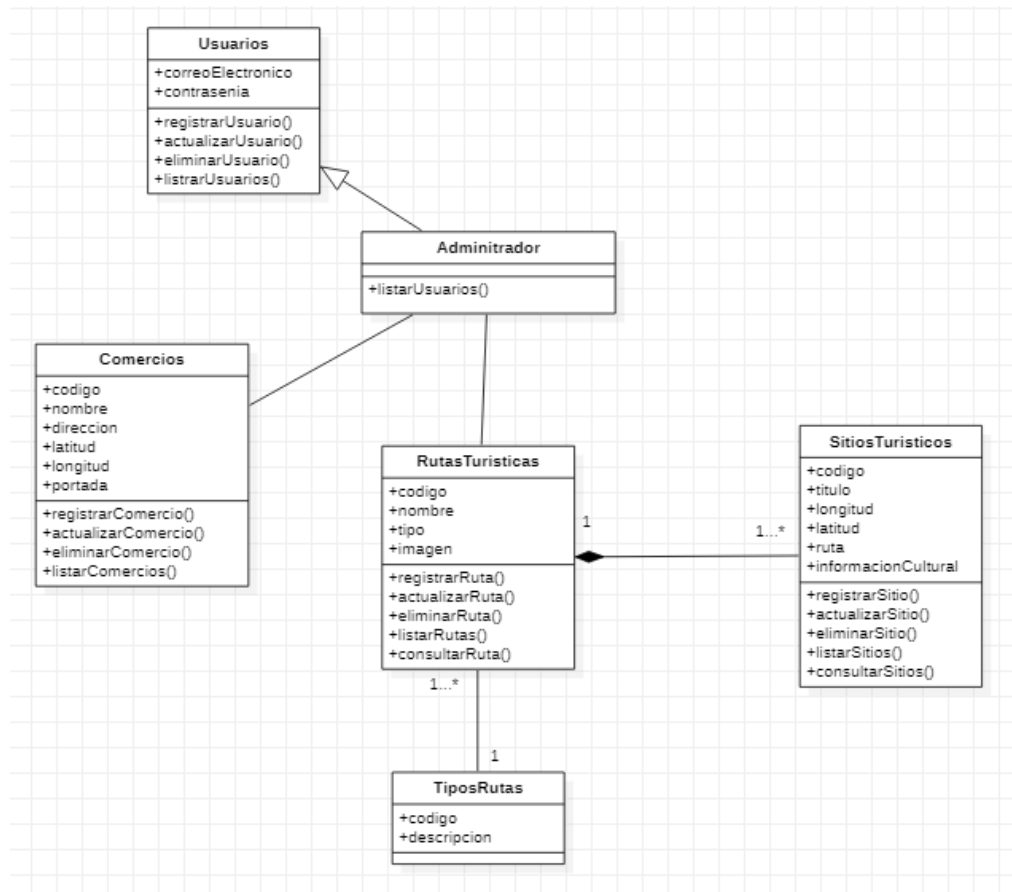 Usuarios
+correoElectronico
+contrasenia
+registrarUsuario()
+actualizarUsuario()
+eliminarUsuario()
+listrarUsuarios()
Adminitrador
+listarUsuarios()
Comercios
+codigo
+nombre
+direccion
+latitud
+longitud
+portada
+registrarComercio()
+actualizarComercio()
+eliminarComercio()
+listarComercios()
RutasTuristicas
+codigo
+nombre
+tipo
+imagen
+registrarRuta()
+actualizarRuta()
+eliminarRuta()
+listarRutas()
+consultarRuta()
1
1...*
SitiosTuristicos
+codigo
+titulo
+longitud
+latitud
+ruta
+informacionCultural
+registrarSitio()
+actualizarSitio()
+eliminarSitio()
+listarSitios()
+consultarSitios()
1...*
1
TiposRutas
+codigo
+descripcion